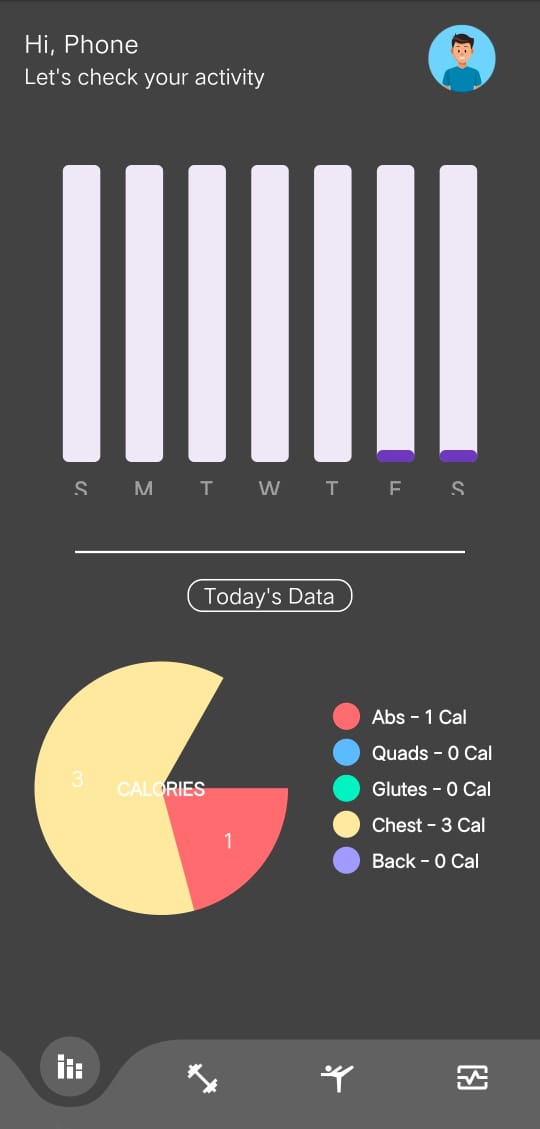 Hi, Phone
Let's check your activity
S M T W T F S
Today's Data
3
CALORIES
1
Abs - 1 Cal
Quads - 0 Cal
Glutes - 0 Cal
Chest - 3 Cal
Back - 0 Cal